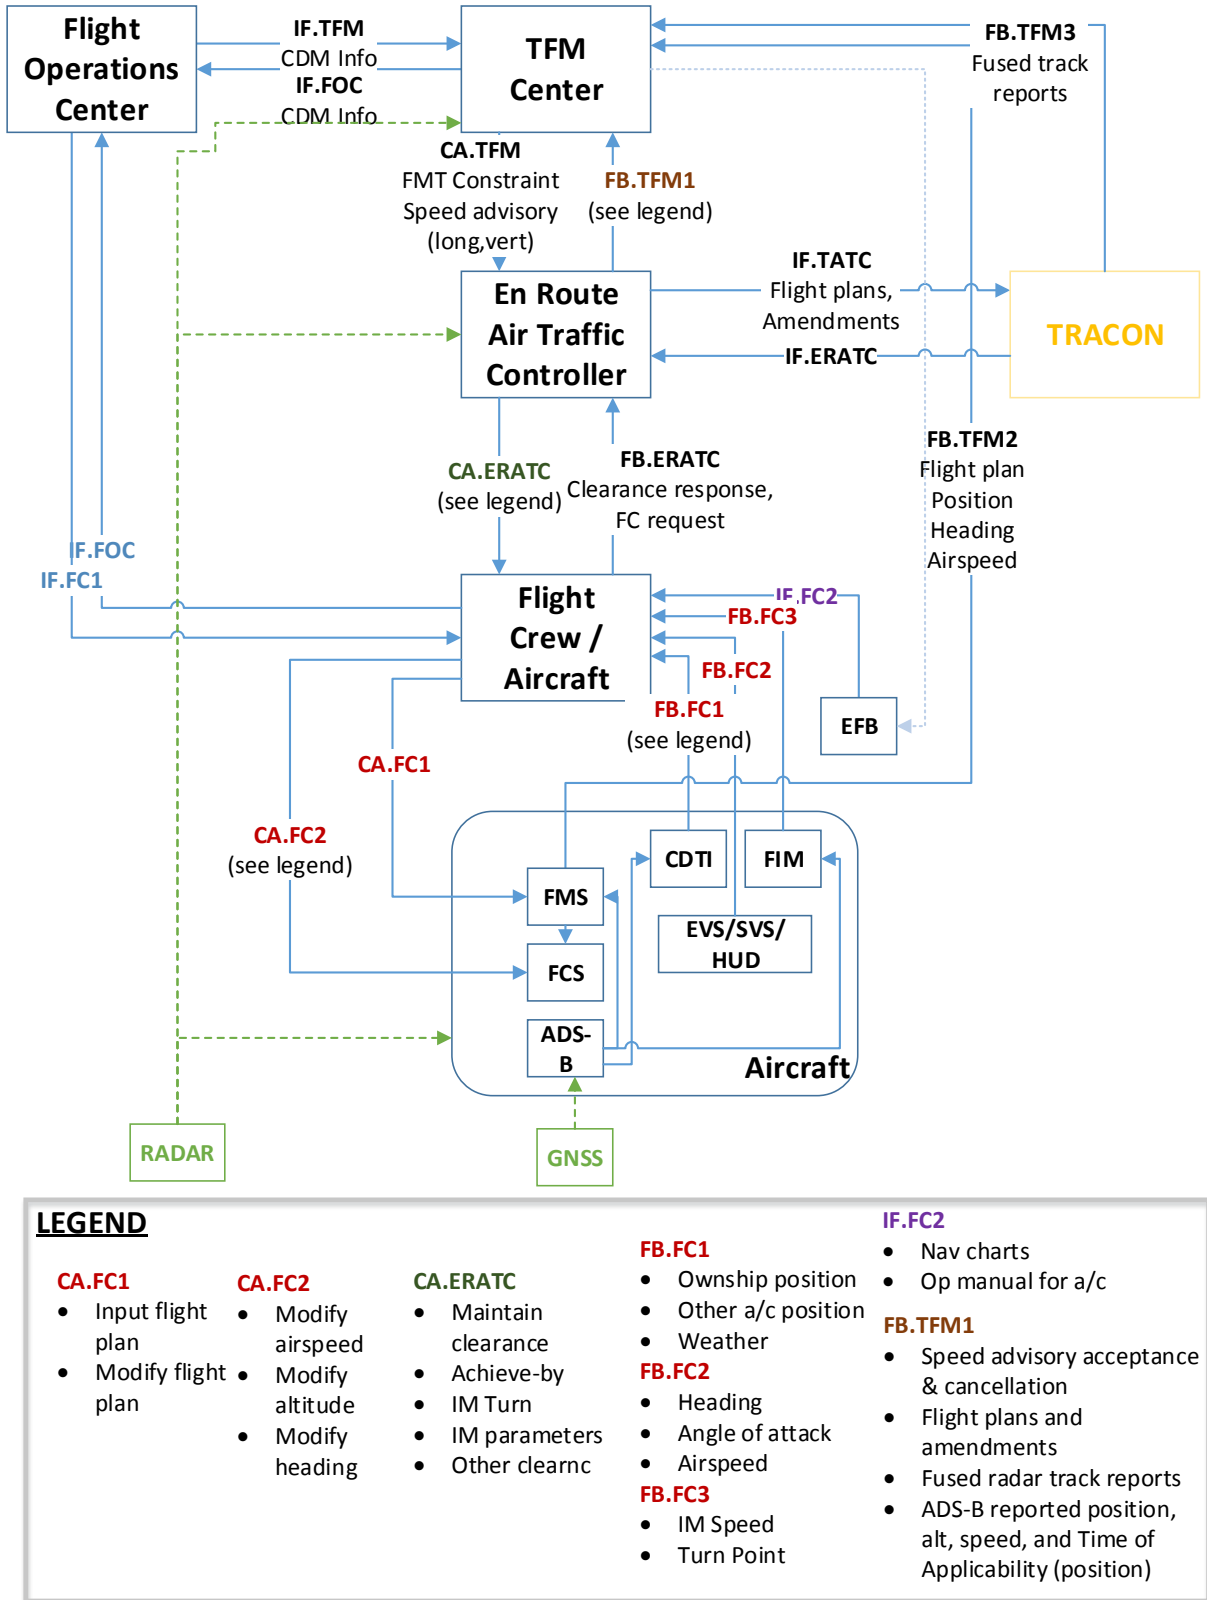 Flight
Operations
Center
IF.TFM
CDM Info
IF.FOC
CDM Info
TFM
Center
FB.TFM3
Fused track
reports
CA.TFM
FMT Constraint
Speed advisory
(long,vert)
FB.TFM1
(see legend)
En Route
Air Traffic
Controller
IF.TATC
Flight plans,
Amendments
IF.ERATC
TRACON
CA.ERATC
(see legend)
FB.ERATC
Clearance response,
FC request
FB.TFM2
Flight plan
Position
Heading
Airspeed
IF.FOC
IF.FC1
Flight
Crew /
Aircraft
IF.FC2
FB.FC3
FB.FC2
FB.FC1
(see legend)
EFB
CA.FC1
CA.FC2
(see legend)
CDTI
FIM
FMS
EVS/SVS/
HUD
FCS
ADS-
B
Aircraft
RADAR
GNSS
LEGEND
CA.FC1
• Input flight
plan
• Modify flight
plan
CA.FC2
• Modify
airspeed
• Modify
altitude
• Modify
heading
CA.ERATC
• Maintain
clearance
• Achieve-by
• IM Turn
• IM parameters
• Other clearnc
FB.FC1
• Ownship position
• Other a/c position
• Weather
FB.FC2
• Heading
• Angle of attack
• Airspeed
FB.FC3
• IM Speed
• Turn Point
IF.FC2
• Nav charts
• Op manual for a/c
FB.TFM1
• Speed advisory acceptance
& cancellation
• Flight plans and
amendments
• Fused radar track reports
• ADS-B reported position,
alt, speed, and Time of
Applicability (position)